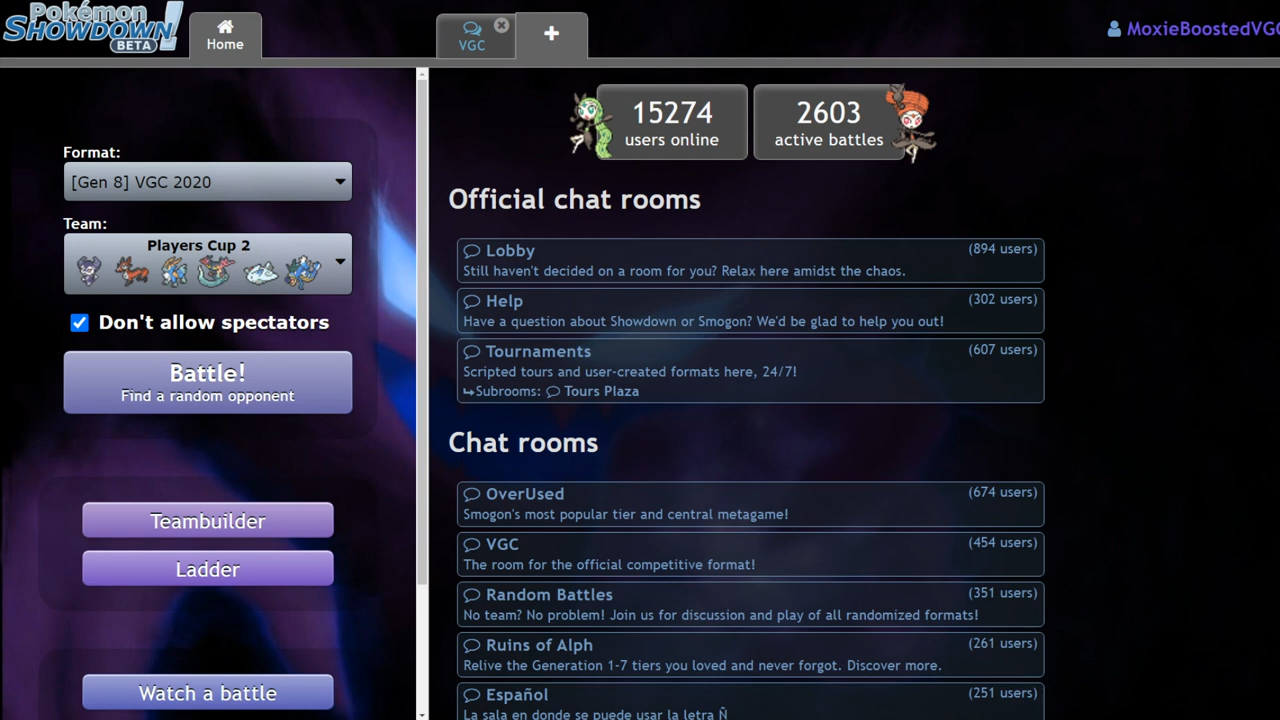 Pokémon
SHOWDOWN!
BETA
Home
VGC
MoxieBoostedVGC
Format:
[Gen 8] VGC 2020
Team:
Players Cup 2
Don't allow spectators
Battle!
Find a random opponent
Teambuilder
Ladder
Watch a battle
15274
users online
2603
active battles
Official chat rooms
Lobby (894 users)
Still haven't decided on a room for you? Relax here amidst the chaos.
Help (302 users)
Have a question about Showdown or Smogon? We'd be glad to help you out!
Tournaments (607 users)
Scripted tours and user-created formats here, 24/7!
↳Subrooms: Tours Plaza
Chat rooms
OverUsed (674 users)
Smogon's most popular tier and central metagame!
VGC (454 users)
The room for the official competitive format!
Random Battles (351 users)
No team? No problem! Join us for discussion and play of all randomized formats!
Ruins of Alph (261 users)
Relive the Generation 1-7 tiers you loved and never forgot. Discover more.
Español (251 users)
La sala en donde se puede usar la letra Ñ